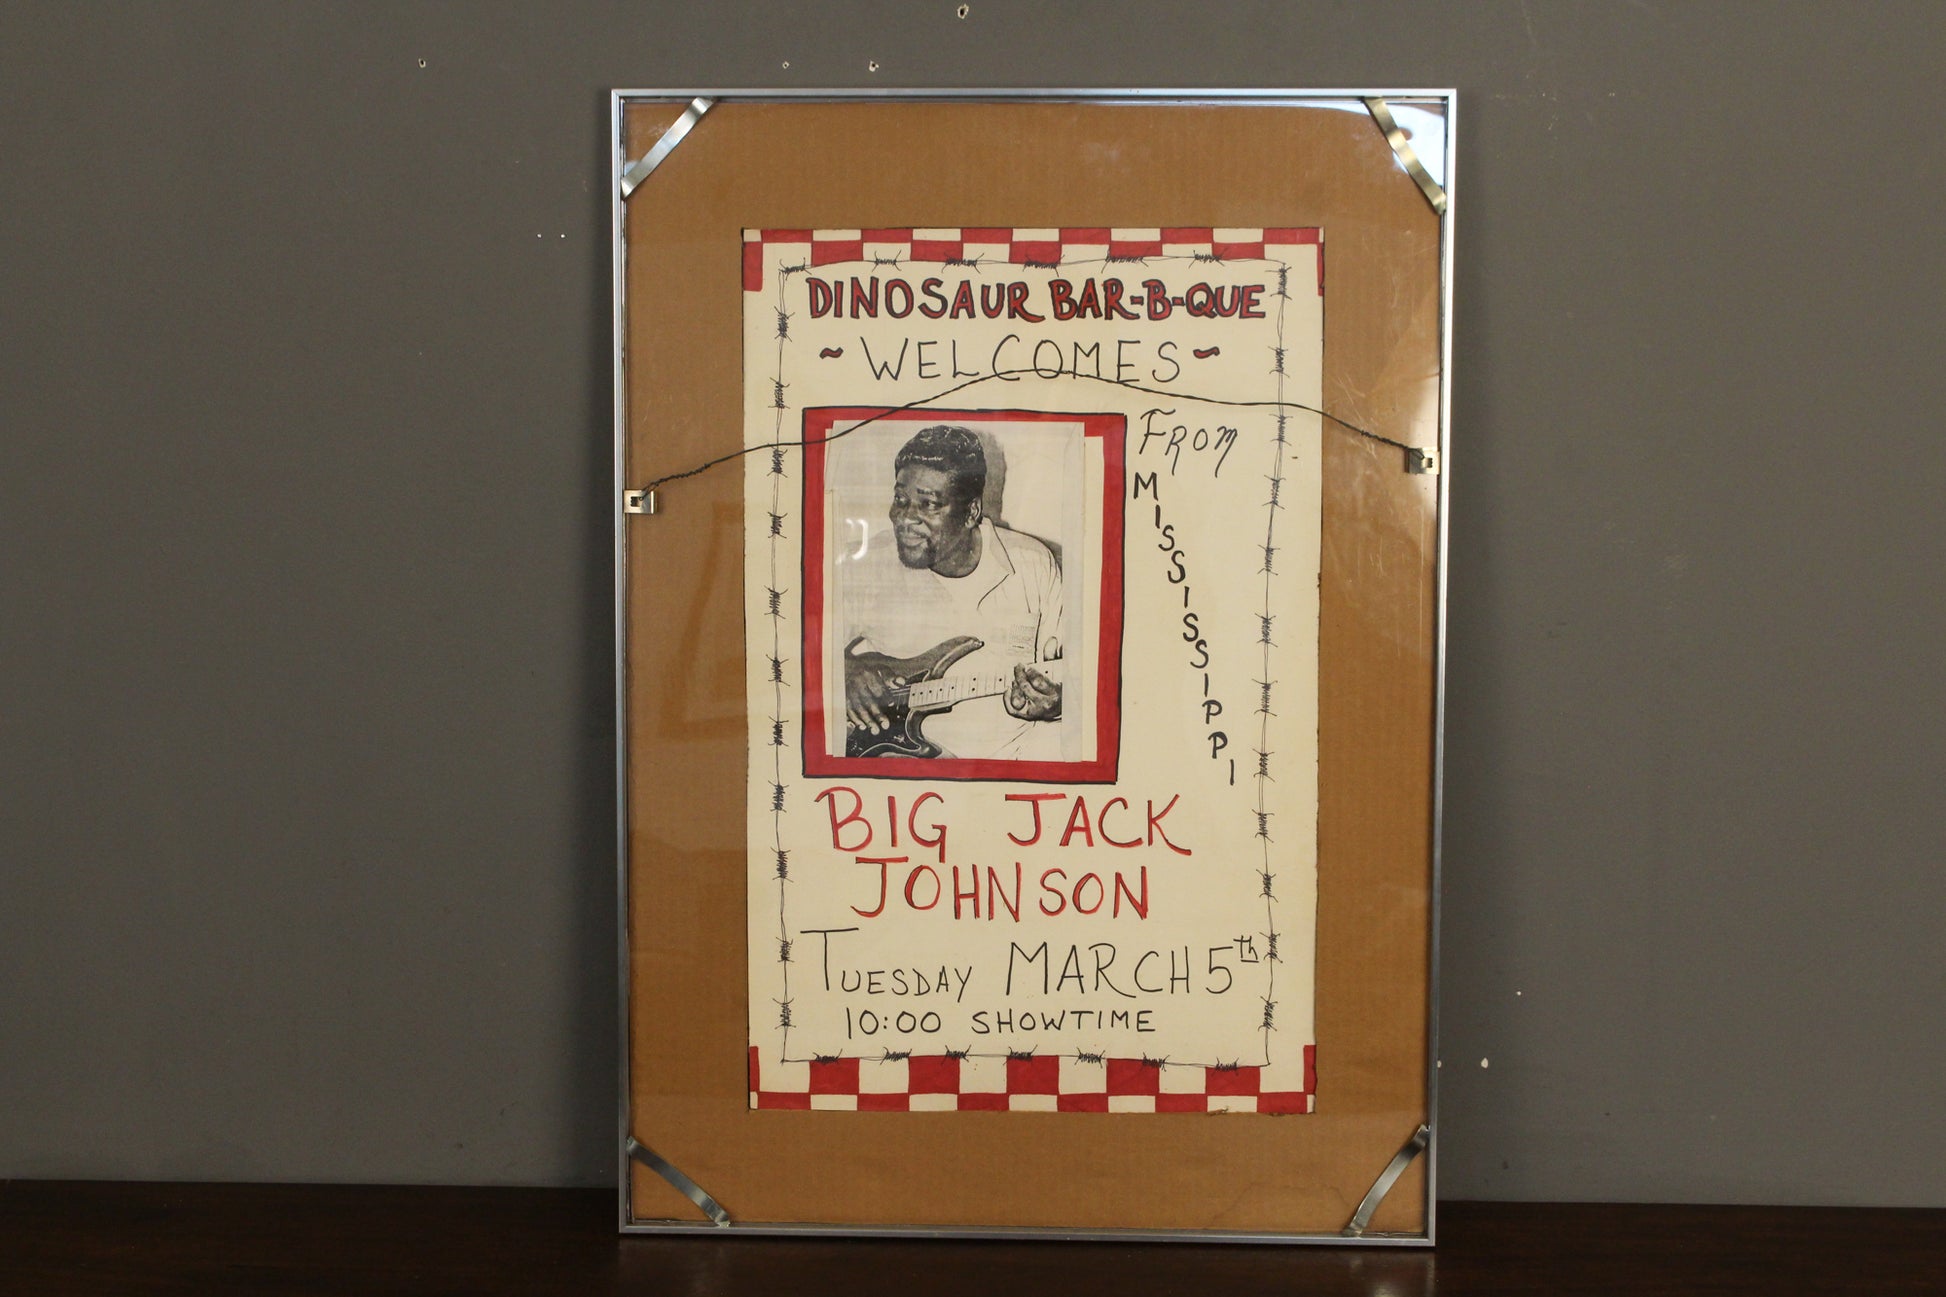 DINOSAUR BAR-B-QUE
~ WELCOMES ~
FROM
MISSISSIPPI
BIG JACK
JOHNSON
TUESDAY MARCH 5th
10:00 SHOWTIME